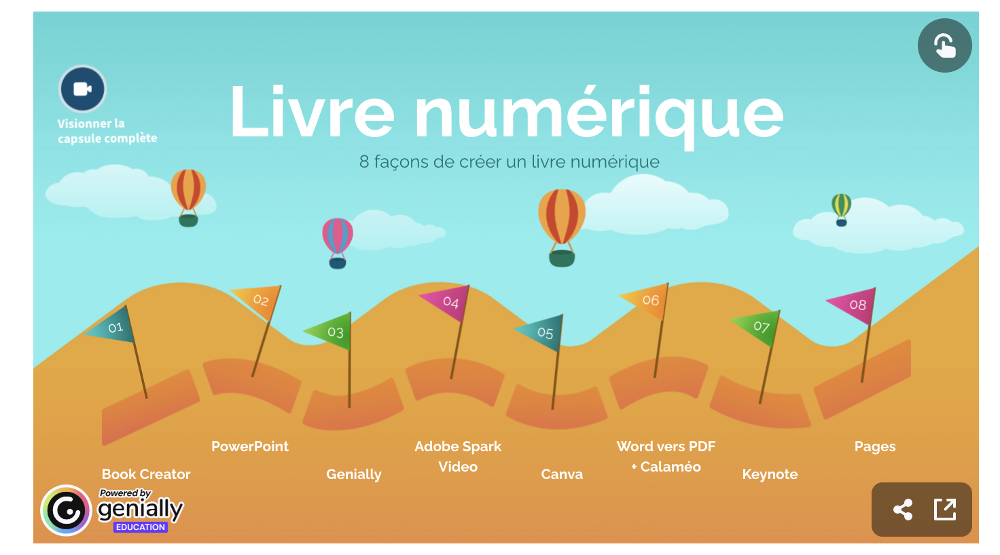 Visionner la
capsule complète
Livre numérique
8 façons de créer un livre numérique
01
02
03
04
05
06
07
08
Book Creator
PowerPoint
Genially
Adobe Spark
Video
Canva
Word vers PDF
+ Calaméo
Keynote
Pages
Powered by
genially
EDUCATION